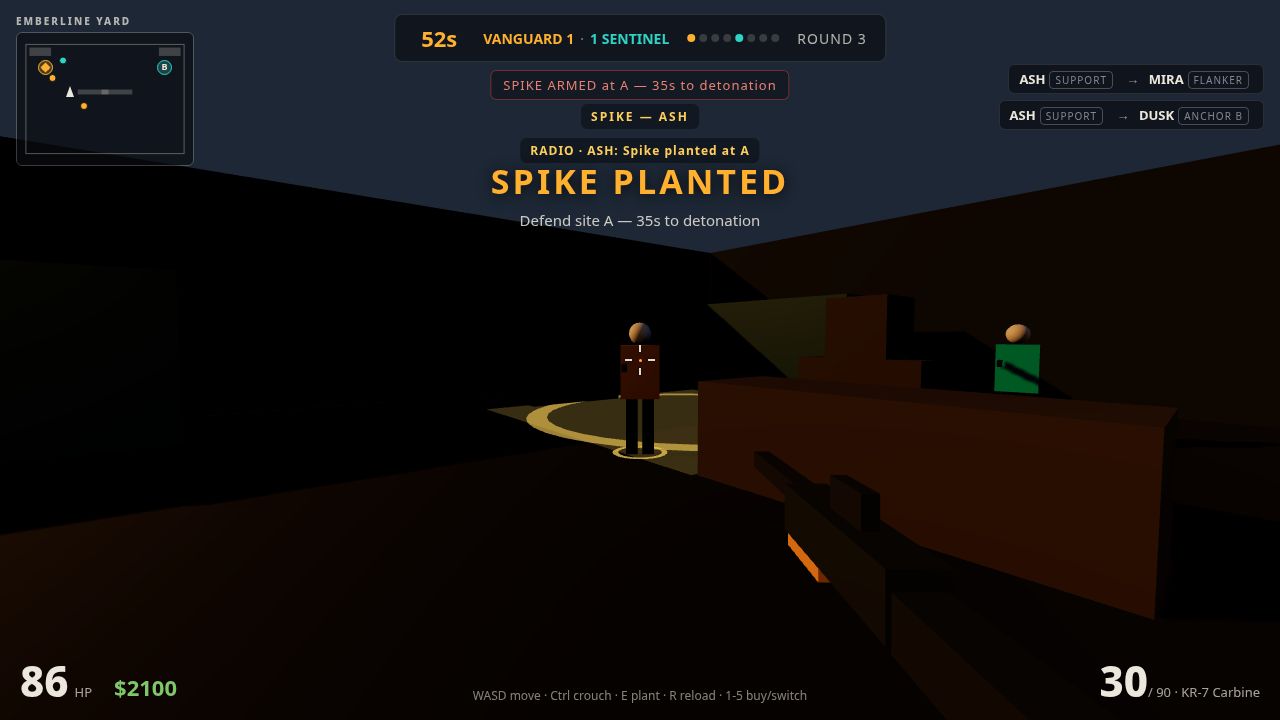 EMBERLINE YARD
B
52s VANGUARD 1 · 1 SENTINEL ROUND 3
SPIKE ARMED at A — 35s to detonation
SPIKE — ASH
RADIO · ASH: Spike planted at A
SPIKE PLANTED
Defend site A — 35s to detonation
ASH SUPPORT → MIRA FLANKER
ASH SUPPORT → DUSK ANCHOR B
86 HP $2100
WASD move · Ctrl crouch · E plant · R reload · 1-5 buy/switch
30 / 90 · KR-7 Carbine